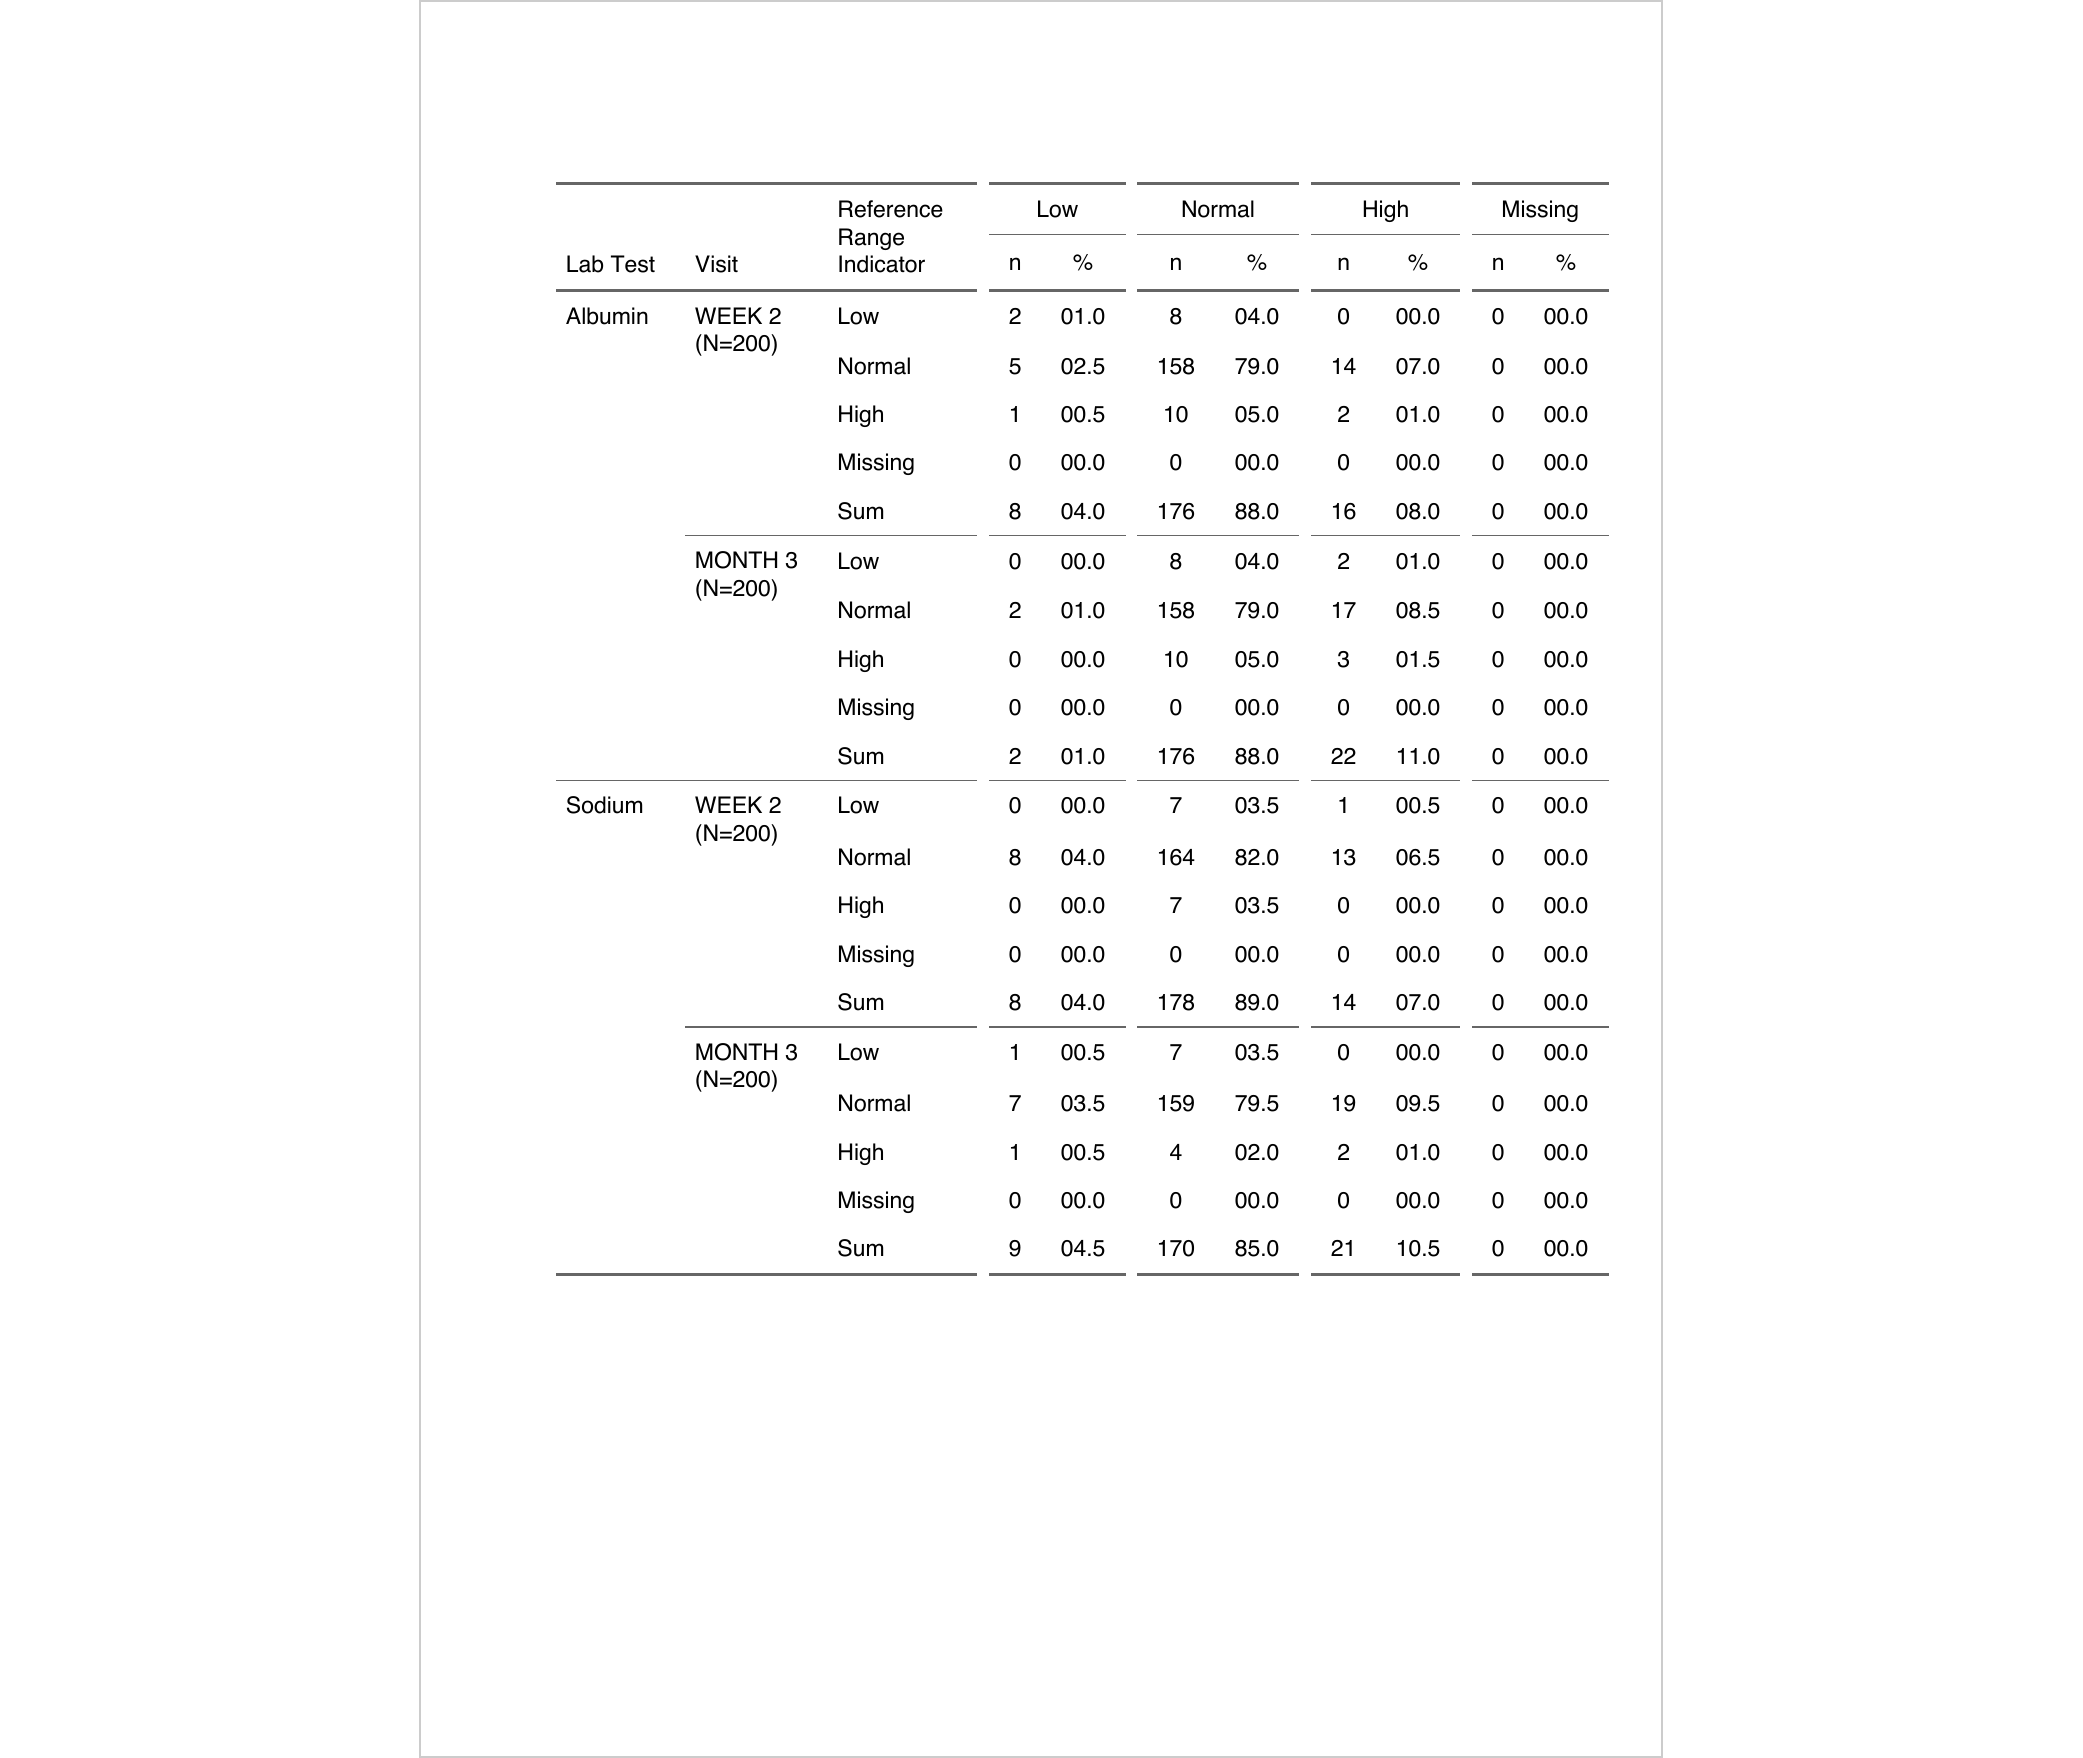 Reference Low Normal High Missing
Range
Lab Test Visit Indicator n % n % n % n %
Albumin WEEK 2 Low 2 01.0 8 04.0 0 00.0 0 00.0
(N=200)
Normal 5 02.5 158 79.0 14 07.0 0 00.0
High 1 00.5 10 05.0 2 01.0 0 00.0
Missing 0 00.0 0 00.0 0 00.0 0 00.0
Sum 8 04.0 176 88.0 16 08.0 0 00.0
MONTH 3 Low 0 00.0 8 04.0 2 01.0 0 00.0
(N=200)
Normal 2 01.0 158 79.0 17 08.5 0 00.0
High 0 00.0 10 05.0 3 01.5 0 00.0
Missing 0 00.0 0 00.0 0 00.0 0 00.0
Sum 2 01.0 176 88.0 22 11.0 0 00.0
Sodium WEEK 2 Low 0 00.0 7 03.5 1 00.5 0 00.0
(N=200)
Normal 8 04.0 164 82.0 13 06.5 0 00.0
High 0 00.0 7 03.5 0 00.0 0 00.0
Missing 0 00.0 0 00.0 0 00.0 0 00.0
Sum 8 04.0 178 89.0 14 07.0 0 00.0
MONTH 3 Low 1 00.5 7 03.5 0 00.0 0 00.0
(N=200)
Normal 7 03.5 159 79.5 19 09.5 0 00.0
High 1 00.5 4 02.0 2 01.0 0 00.0
Missing 0 00.0 0 00.0 0 00.0 0 00.0
Sum 9 04.5 170 85.0 21 10.5 0 00.0